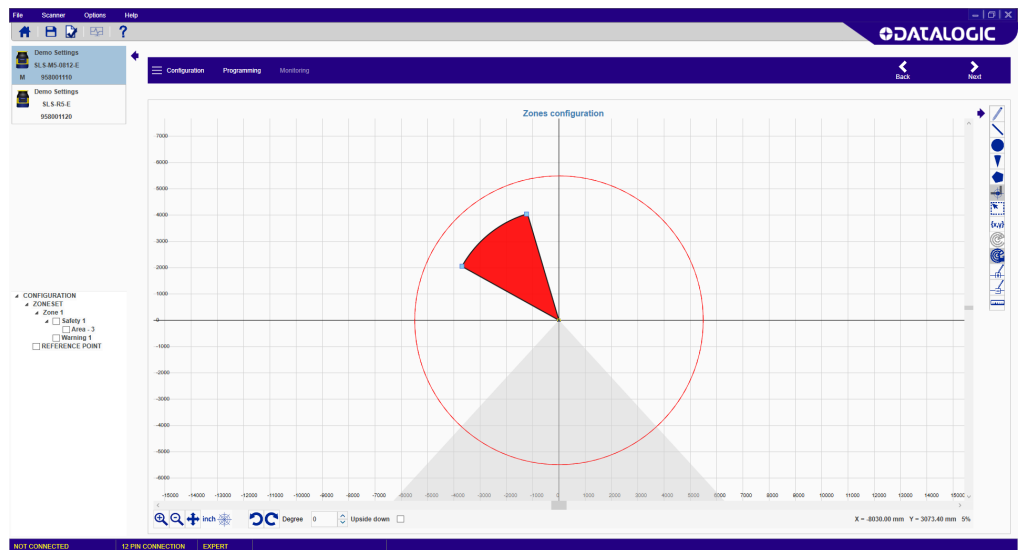 File Scanner Options Help
DATALOGIC
Demo Settings
SLS-M5-0812-E
M 958001110
Demo Settings
SLS-R5-E
958001120
Configuration Programming Monitoring
Back Next
Zones configuration
7000
6000
5000
4000
3000
2000
1000
-0
-1000
-2000
-3000
-4000
-5000
-6000
-15000 -14000 -13000 -12000 -11000 -10000 -9000 -8000 -7000 -6000 -5000 -4000 -3000 -2000 -1000 0 1000 2000 3000 4000 5000 6000 7000 8000 9000 10000 11000 12000 13000 14000 15000
{x,y}
CONFIGURATION
ZONESET
Zone 1
Safety 1
Area - 3
Warning 1
REFERENCE POINT
inch Degree 0 Upside down
X = -8030.00 mm Y = 3073.40 mm 5%
NOT CONNECTED 12 PIN CONNECTION EXPERT